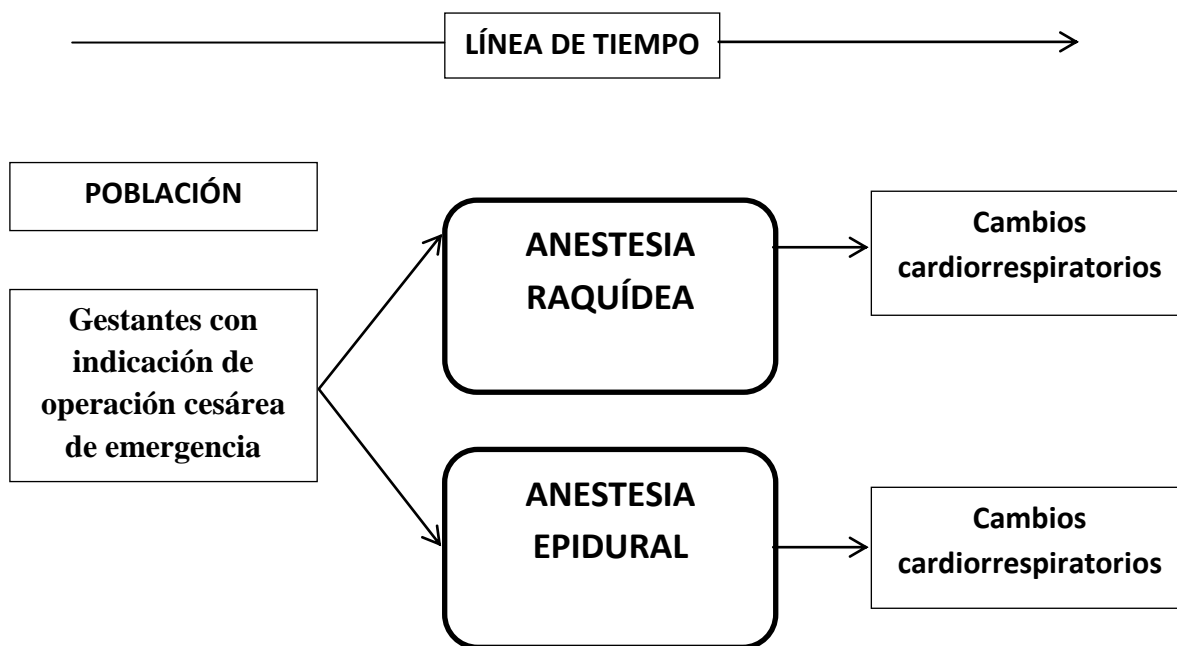 LÍNEA DE TIEMPO
POBLACIÓN
Gestantes con
indicación de
operación cesárea
de emergencia
ANESTESIA
RAQUÍDEA
Cambios
cardiorrespiratorios
ANESTESIA
EPIDURAL
Cambios
cardiorrespiratorios